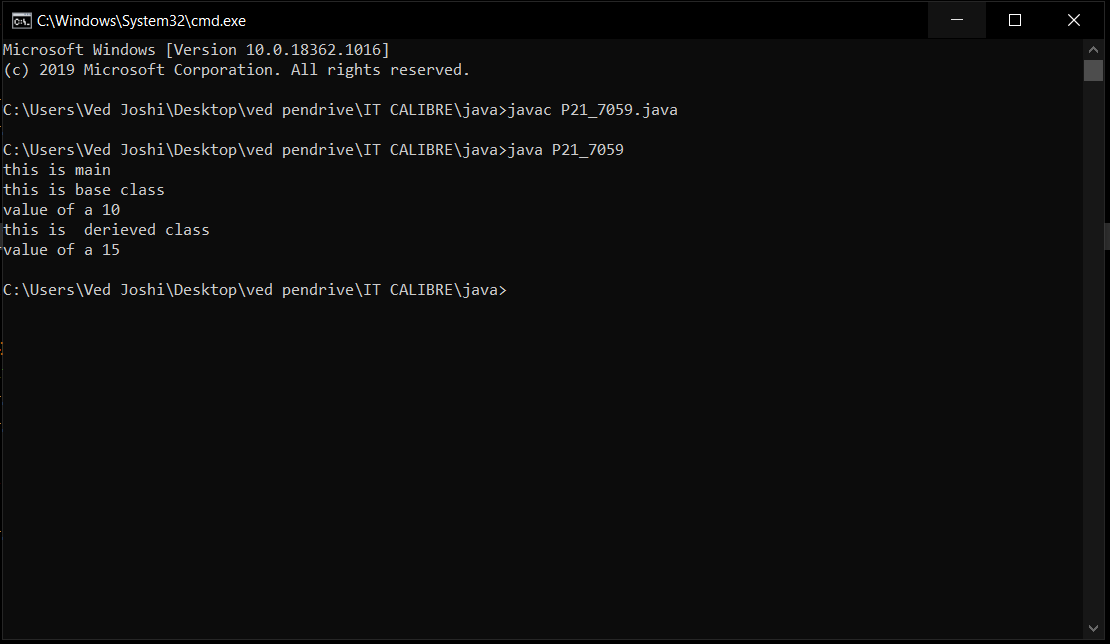 C:\Windows\System32\cmd.exe
Microsoft Windows [Version 10.0.18362.1016]
(c) 2019 Microsoft Corporation. All rights reserved.
C:\Users\Ved Joshi\Desktop\ved pendrive\IT CALIBRE\java>javac P21_7059.java
C:\Users\Ved Joshi\Desktop\ved pendrive\IT CALIBRE\java>java P21_7059
this is main
this is base class
value of a 10
this is  derieved class
value of a 15
C:\Users\Ved Joshi\Desktop\ved pendrive\IT CALIBRE\java>